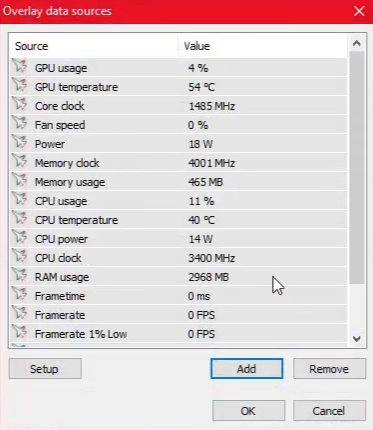 Overlay data sources
Source Value
GPU usage 4 %
GPU temperature 54 °C
Core clock 1485 MHz
Fan speed 0 %
Power 18 W
Memory clock 4001 MHz
Memory usage 465 MB
CPU usage 11 %
CPU temperature 40 °C
CPU power 14 W
CPU clock 3400 MHz
RAM usage 2968 MB
Frametime 0 ms
Framerate 0 FPS
Framerate 1% Low 0 FPS
Setup Add Remove
OK Cancel